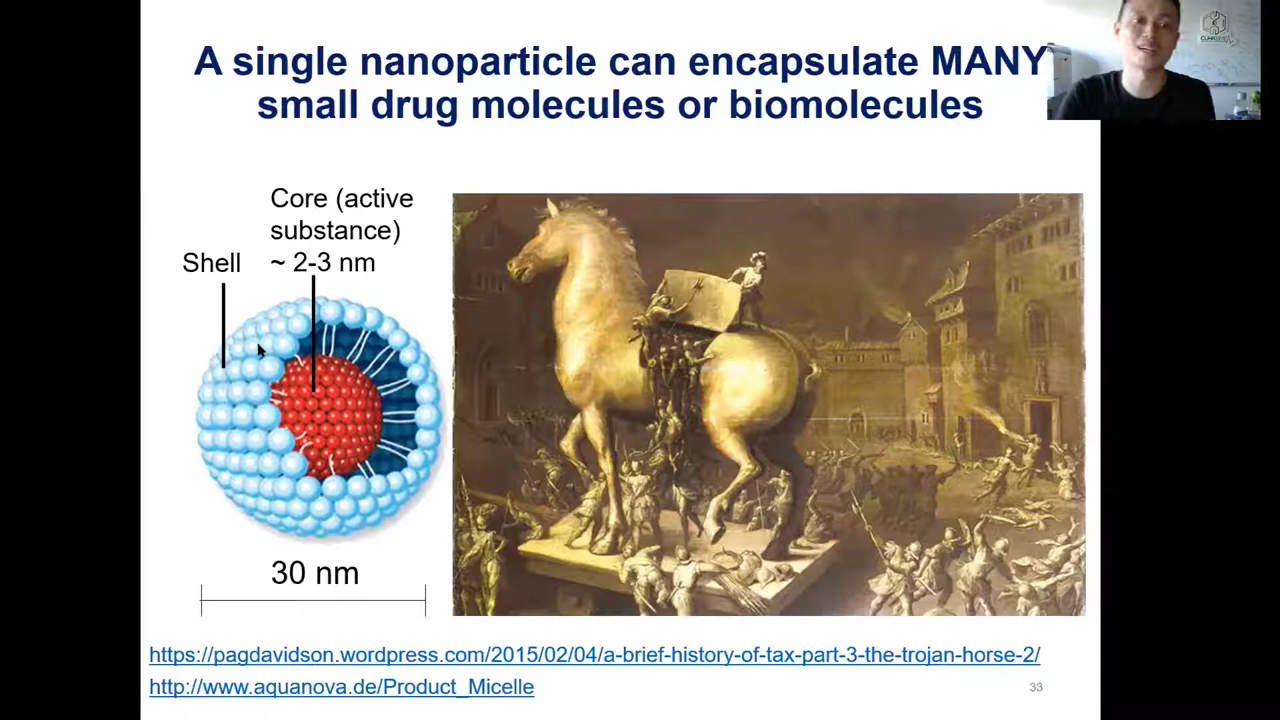 A single nanoparticle can encapsulate MANY
small drug molecules or biomolecules
Core (active
substance)
~ 2-3 nm
Shell
30 nm
https://pagdavidson.wordpress.com/2015/02/04/a-brief-history-of-tax-part-3-the-trojan-horse-2/
http://www.aquanova.de/Product_Micelle
33